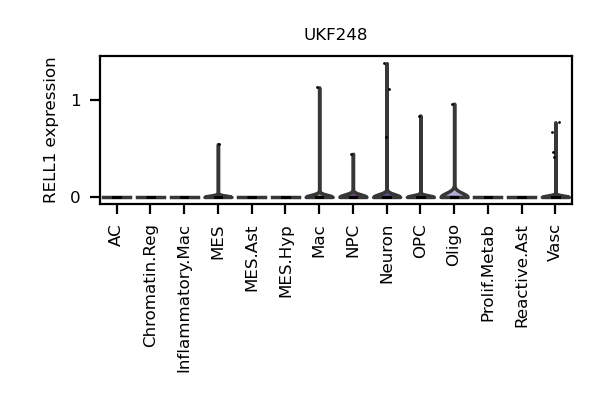 UKF248
RELL1 expression
1
0
AC
Chromatin.Reg
Inflammatory.Mac
MES
MES.Ast
MES.Hyp
Mac
NPC
Neuron
OPC
Oligo
Prolif.Metab
Reactive.Ast
Vasc